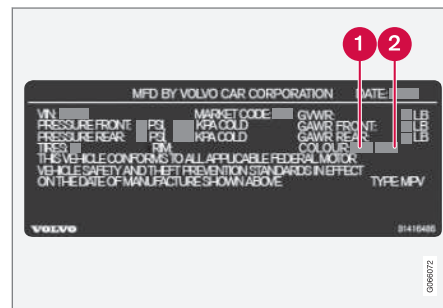 1 2
MFD BY VOLVO CAR CORPORATION DATE:
VIN: MARKET CODE: GVWR: LB
PRESSURE FRONT: PSI, KPA COLD GAWR FRONT: LB
PRESSURE REAR: PSI, KPA COLD GAWR REAR: LB
TIRES: RIM: COLOUR:
THIS VEHICLE CONFORMS TO ALL APPLICABLE FEDERAL MOTOR
VEHICLE SAFETY AND THEFT PREVENTION STANDARDS IN EFFECT
ON THE DATE OF MANUFACTURE SHOWN ABOVE. TYPE: MPV
VOLVO 31416486
G066072